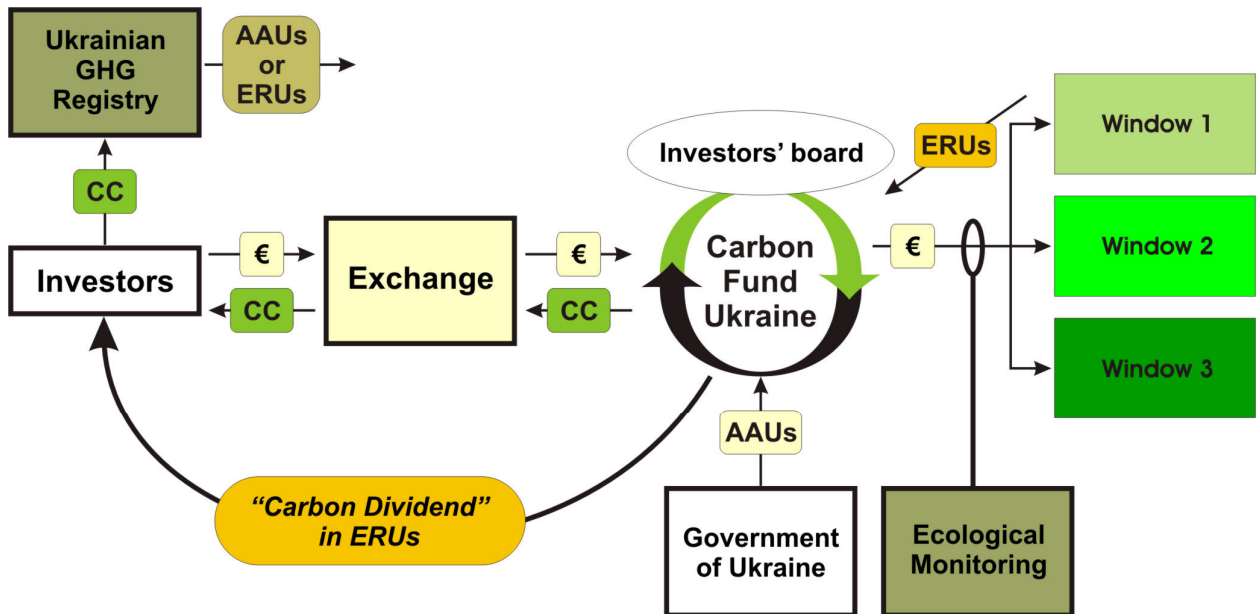 Ukrainian
GHG
Registry
AAUs
or
ERUs
CC
Investors
€
CC
Exchange
€
CC
Investors’ board
Carbon
Fund
Ukraine
ERUs
€
Window 1
Window 2
Window 3
AAUs
Government
of Ukraine
Ecological
Monitoring
“Carbon Dividend”
in ERUs